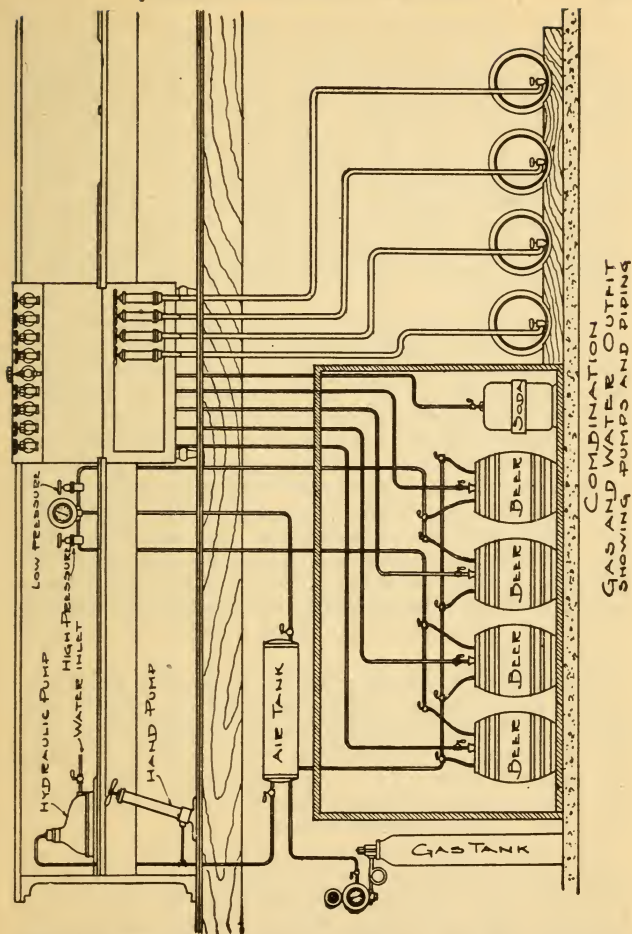 LOW PRESSURE
HIGH PRESSURE
WATER INLET
HYDRAULIC PUMP
HAND PUMP
AIR TANK
GAS TANK
BEER
BEER
BEER
BEER
SODA
COMBINATION
GAS AND WATER OUTFIT
SHOWING PUMPS AND PIPING